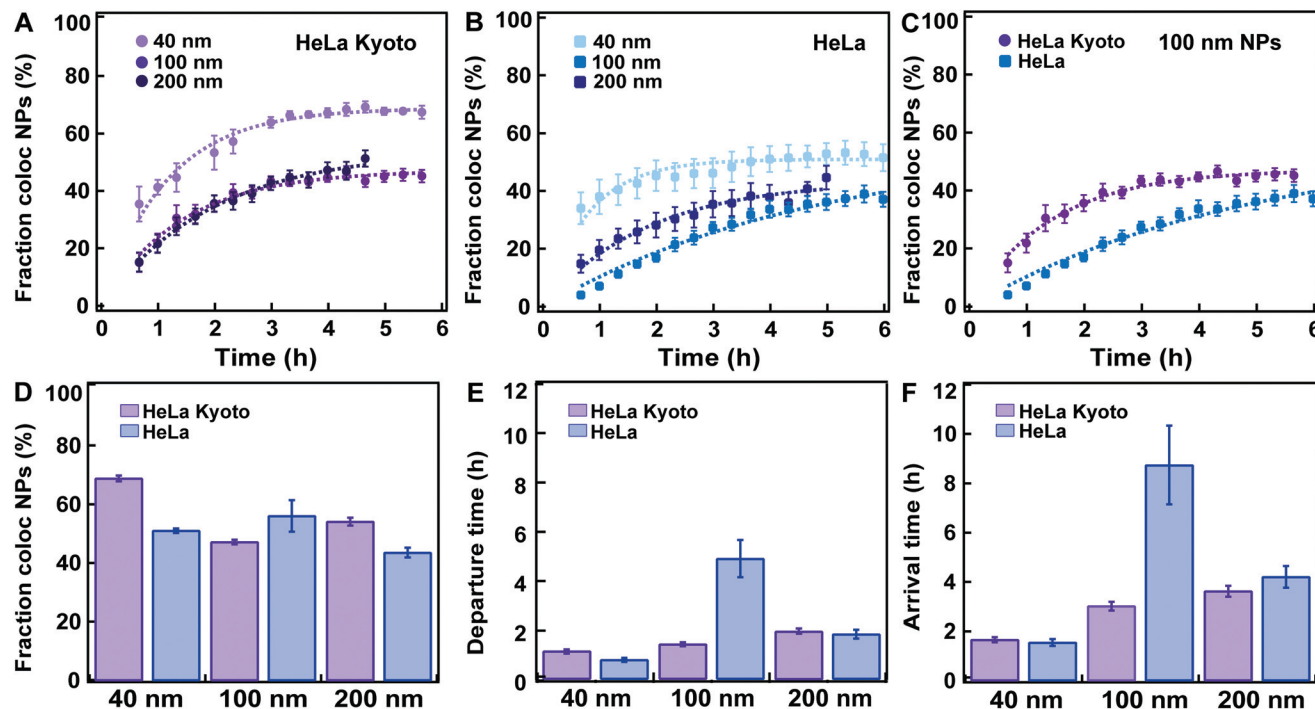 A
100
80
60
40
20
0
Fraction coloc NPs (%)
40 nm
100 nm
200 nm
HeLa Kyoto
0 1 2 3 4 5 6
Time (h)
B
100
80
60
40
20
0
Fraction coloc NPs (%)
40 nm
100 nm
200 nm
HeLa
0 1 2 3 4 5 6
Time (h)
C
100
80
60
40
20
0
Fraction coloc NPs (%)
HeLa Kyoto
HeLa
100 nm NPs
0 1 2 3 4 5 6
Time (h)
D
100
80
60
40
20
0
Fraction coloc NPs (%)
HeLa Kyoto
HeLa
40 nm 100 nm 200 nm
E
12
10
8
6
4
2
0
Departure time (h)
HeLa Kyoto
HeLa
40 nm 100 nm 200 nm
F
12
10
8
6
4
2
0
Arrival time (h)
HeLa Kyoto
HeLa
40 nm 100 nm 200 nm